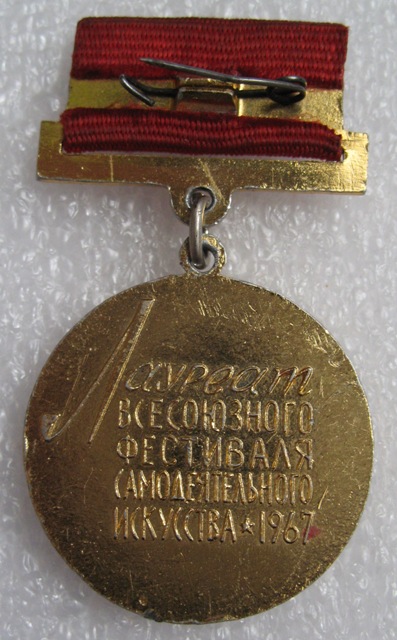 Лауреат
ВСЕСОЮЗНОГО
ФЕСТИВАЛЯ
САМОДЕЯТЕЛЬНОГО
ИСКУССТВА ★ 1967